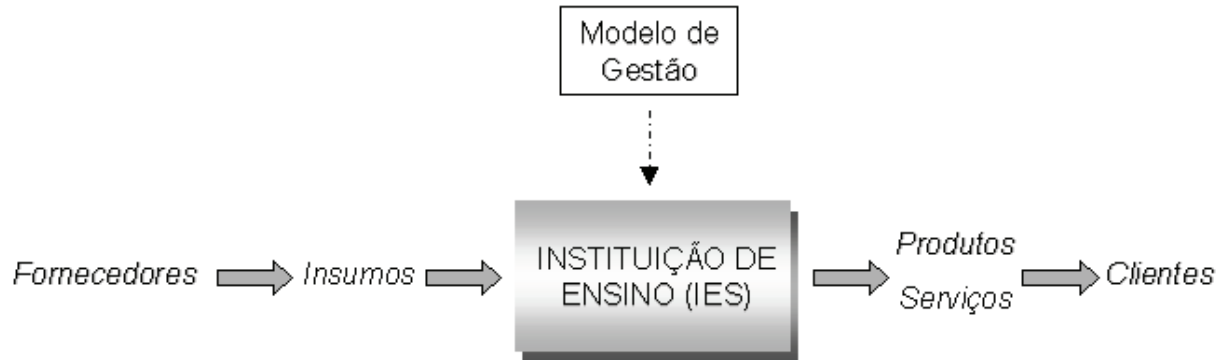 Modelo de
Gestão
Fornecedores
Insumos
INSTITUIÇÃO DE
ENSINO (IES)
Produtos
Serviços
Clientes